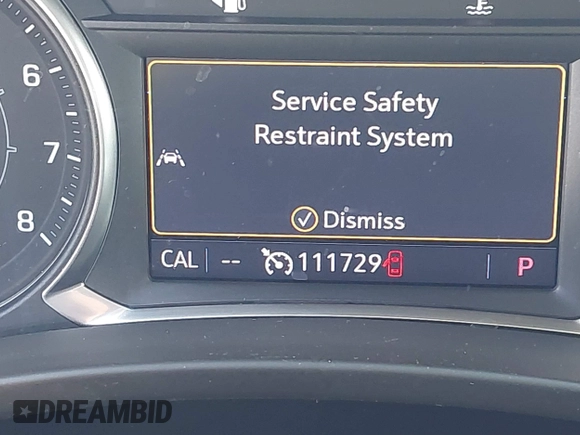 6
7
8
Service Safety
Restraint System
Dismiss
CAL -- 111729 P
DREAMBID